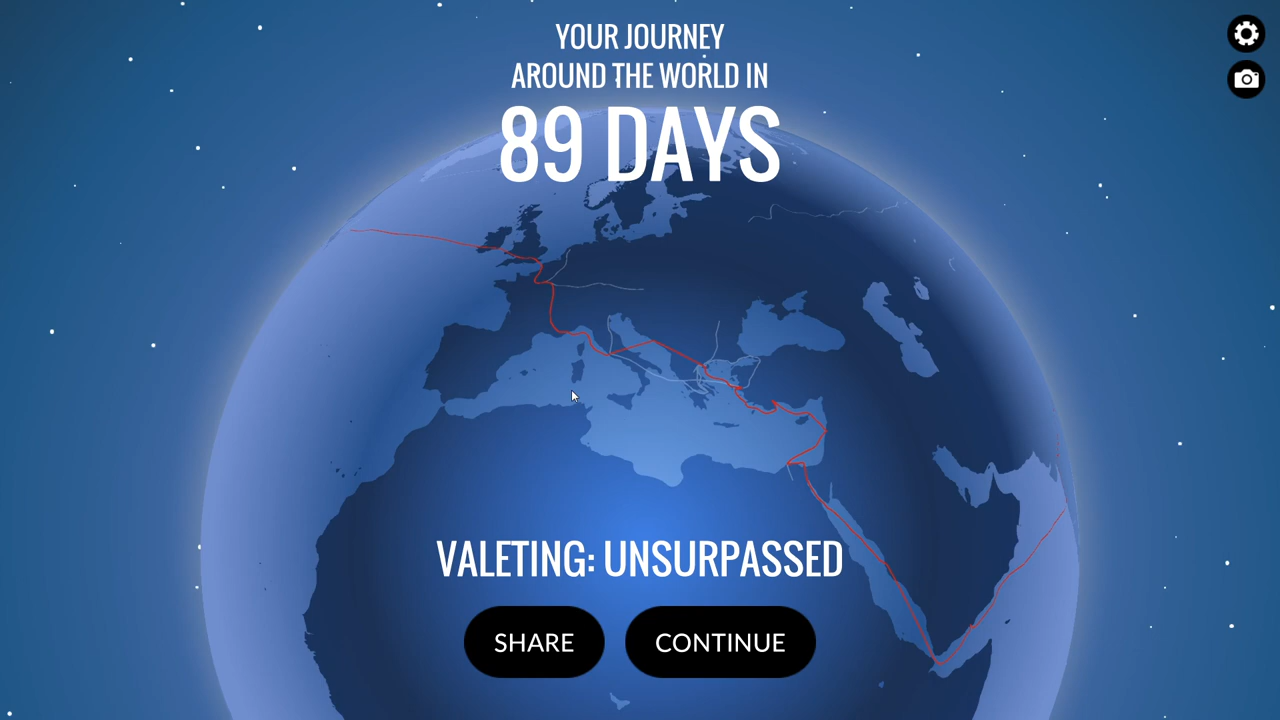 YOUR JOURNEY
AROUND THE WORLD IN
89 DAYS
VALETING: UNSURPASSED
SHARE
CONTINUE